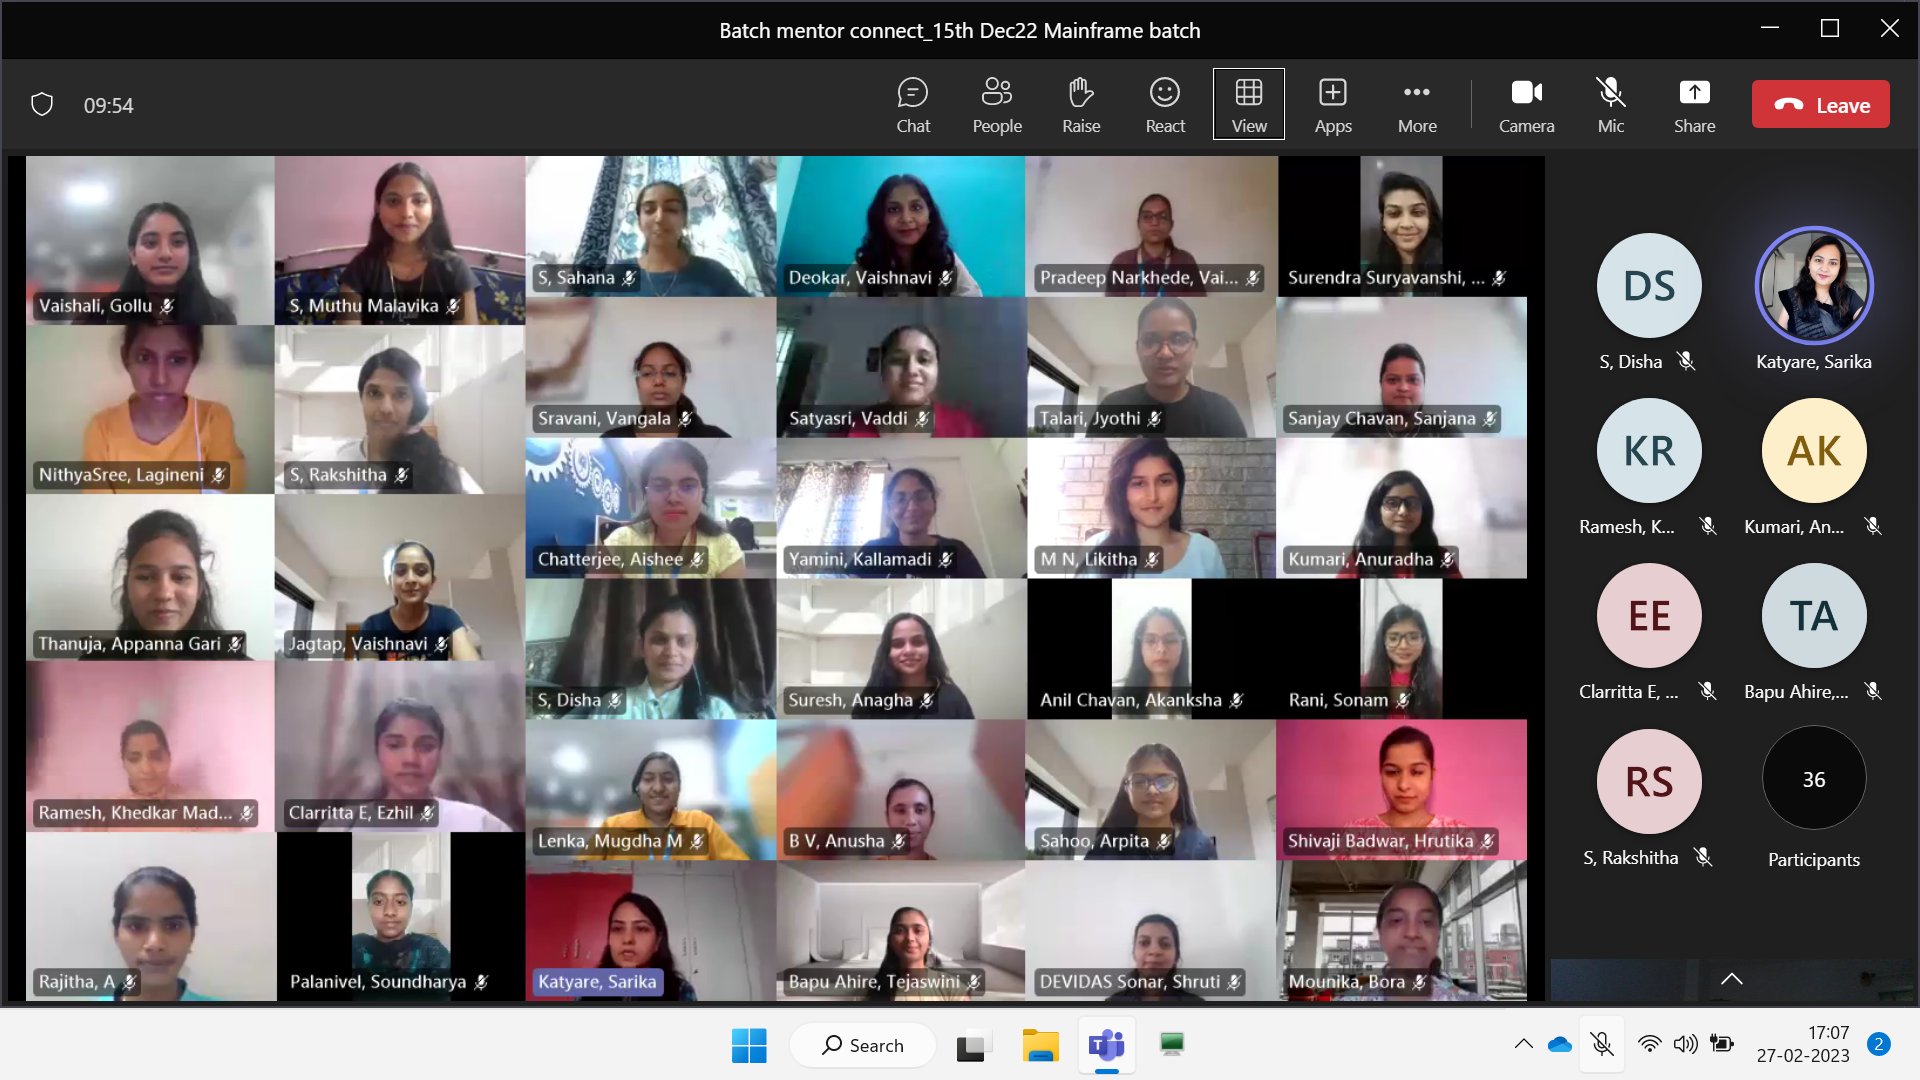 Batch mentor connect_15th Dec22 Mainframe batch
09:54
Chat
People
Raise
React
View
Apps
More
Camera
Mic
Share
Leave
Vaishali, Gollu
S, Muthu Malavika
S, Sahana
Deokar, Vaishnavi
Pradeep Narkhede, Vai...
Surendra Suryavanshi, ...
NithyaSree, Lagineni
S, Rakshitha
Sravani, Vangala
Satyasri, Vaddi
Talari, Jyothi
Sanjay Chavan, Sanjana
Chatterjee, Aishee
Yamini, Kallamadi
M N, Likitha
Kumari, Anuradha
Thanuja, Appanna Gari
Jagtap, Vaishnavi
S, Disha
Suresh, Anagha
Anil Chavan, Akanksha
Rani, Sonam
Ramesh, Khedkar Mad...
Clarritta E, Ezhil
Lenka, Mugdha M
B V, Anusha
Sahoo, Arpita
Shivaji Badwar, Hrutika
Rajitha, A
Palanivel, Soundharya
Katyare, Sarika
Bapu Ahire, Tejaswini
DEVIDAS Sonar, Shruti
Mounika, Bora
DS
S, Disha
Katyare, Sarika
KR
Ramesh, K...
AK
Kumari, An...
EE
Clarritta E, ...
TA
Bapu Ahire,...
RS
S, Rakshitha
36
Participants
Search
17:07
27-02-2023
2